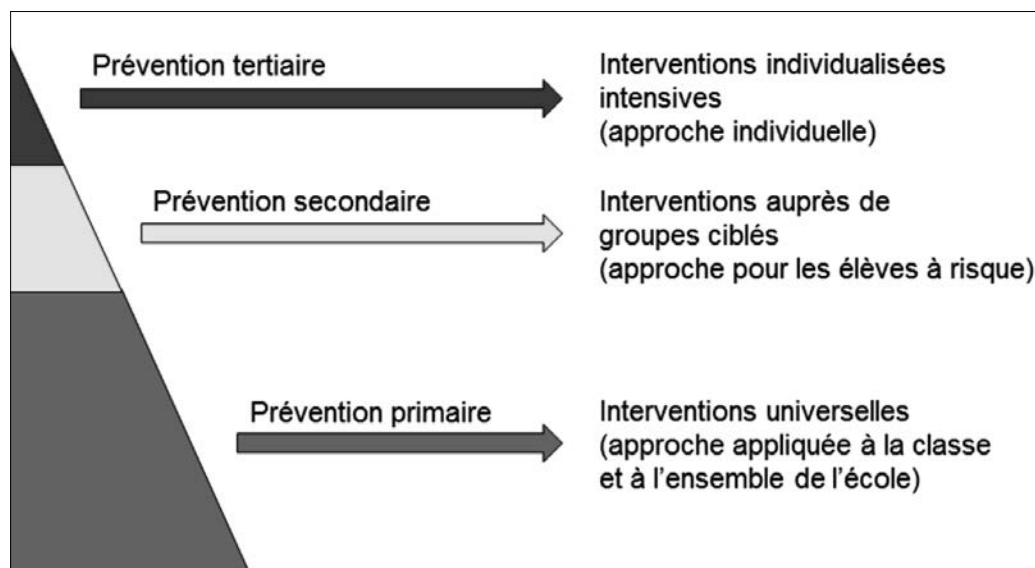 Prévention tertiaire
Interventions individualisées
intensives
(approche individuelle)
Prévention secondaire
Interventions auprès de
groupes ciblés
(approche pour les élèves à risque)
Prévention primaire
Interventions universelles
(approche appliquée à la classe
et à l’ensemble de l’école)